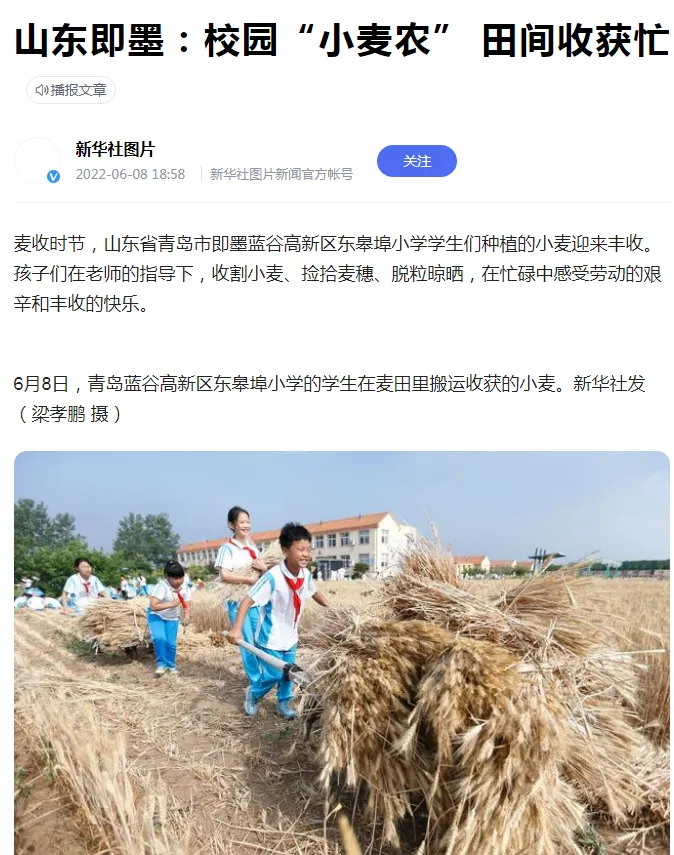 山东即墨：校园“小麦农” 田间收获忙
播报文章
新华社图片
2022-06-08 18:58 新华社图片新闻官方帐号
关注
麦收时节，山东省青岛市即墨蓝谷高新区东皋埠小学学生们种植的小麦迎来丰收。
孩子们在老师的指导下，收割小麦、捡拾麦穗、脱粒晾晒，在忙碌中感受劳动的艰
辛和丰收的快乐。
6月8日，青岛蓝谷高新区东皋埠小学的学生在麦田里搬运收获的小麦。新华社发
（梁孝鹏 摄）